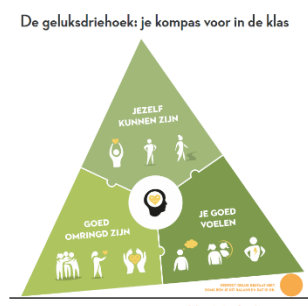 De geluksdriehoek: je kompas voor in de klas
JEZELF
KUNNEN ZIJN
GOED
OMRINGD ZIJN
JE GOED
VOELEN